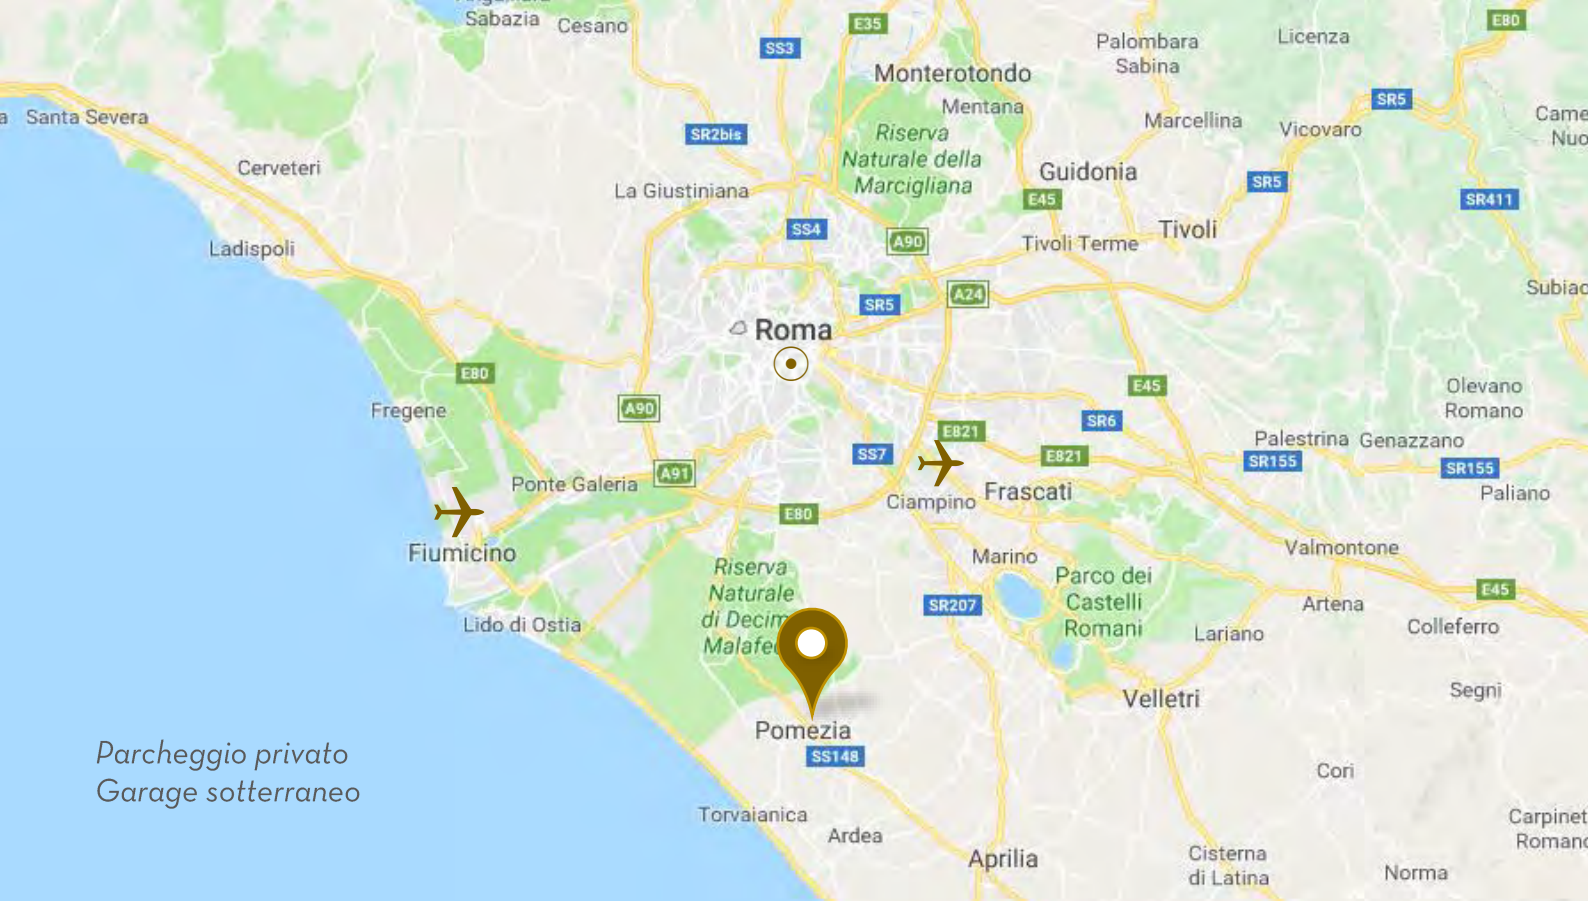 Sabazia
Cesano
E35
E80
SS3
Palombara
Sabina
Licenza
Monterotondo
Mentana
SR5
Santa Severa
SR2bis
Riserva
Naturale della
Marcigliana
Marcellina
Vicovaro
Cerveteri
La Giustiniana
Guidonia
SR5
E45
SR411
SS4
A90
Tivoli Terme
Tivoli
Ladispoli
SR5
A24
Roma
E80
E45
Fregene
A90
SR6
Olevano
Romano
E821
SS7
E821
Palestrina
Genazzano
SR155
SR155
Ponte Galeria
A91
Ciampino
Frascati
Paliano
E80
Fiumicino
Marino
Valmontone
Riserva
Naturale
di Decim
Malafe
Parco dei
Castelli
Romani
E45
SR207
Artena
Lido di Ostia
Lariano
Colleferro
Velletri
Segni
Pomezia
SS148
Parcheggio privato
Garage sotterraneo
Cori
Torvaianica
Ardea
Carpinet
Romano
Aprilia
Cisterna
di Latina
Norma